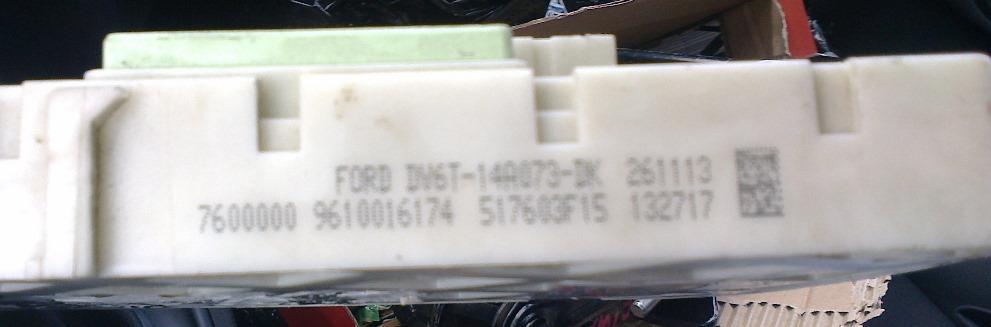 FORD DV6T-14A073-DK 261113
7600000 9610016174 517603F15 132717